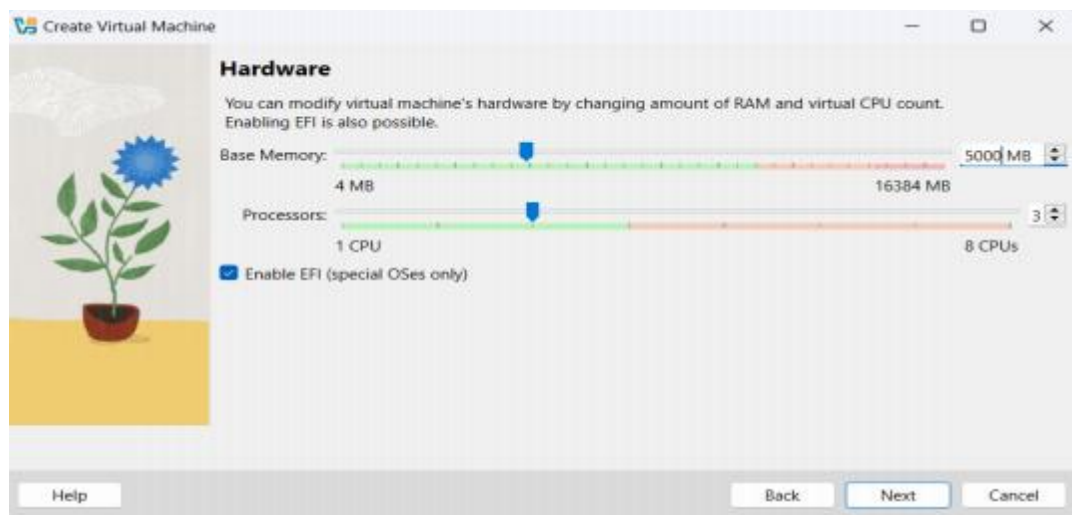 Create Virtual Machine
Hardware
You can modify virtual machine's hardware by changing amount of RAM and virtual CPU count.
Enabling EFI is also possible.
Base Memory:
5000 MB
4 MB
16384 MB
Processors:
3
1 CPU
8 CPUs
Enable EFI (special OSes only)
Help
Back
Next
Cancel